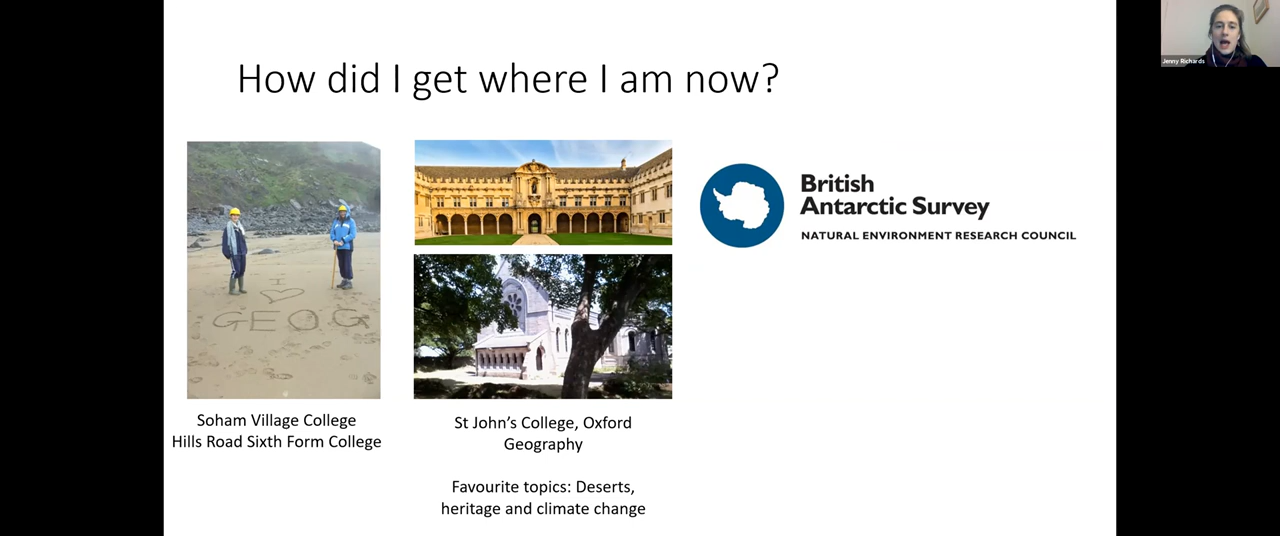 How did I get where I am now?
Jenny Richards
I
GEOG
British
Antarctic Survey
NATURAL ENVIRONMENT RESEARCH COUNCIL
Soham Village College
Hills Road Sixth Form College
St John’s College, Oxford
Geography
Favourite topics: Deserts,
heritage and climate change